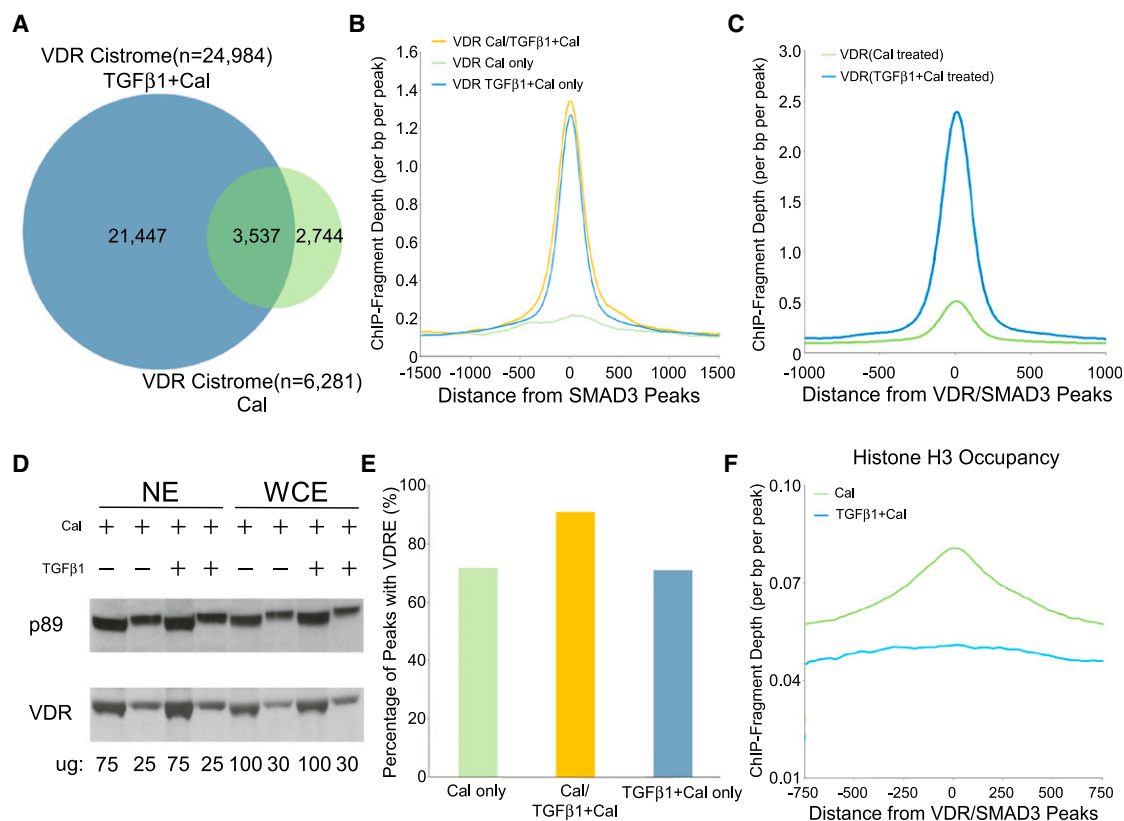 A
VDR Cistrome(n=24,984)
TGFβ1+Cal
21,447
3,537
2,744
VDR Cistrome(n=6,281)
Cal
B
VDR Cal/TGFβ1+Cal
VDR Cal only
VDR TGFβ1+Cal only
ChIP-Fragment Depth (per bp per peak)
1.6
1.4
1.2
1.0
0.8
0.6
0.4
0.2
0
-1500 -1000 -500 0 500 1000 1500
Distance from SMAD3 Peaks
C
VDR(Cal treated)
VDR(TGFβ1+Cal treated)
ChIP-Fragment Depth (per bp per peak)
3.0
2.5
2.0
1.5
1.0
0.5
0
-1000 -500 0 500 1000
Distance from VDR/SMAD3 Peaks
D
NE WCE
Cal + + + + + + + +
TGFβ1 − − + + − − + +
p89
VDR
ug: 75 25 75 25 100 30 100 30
E
Percentage of Peaks with VDRE (%)
100
80
60
40
20
0
Cal only
Cal/
TGFβ1+Cal
TGFβ1+Cal only
F
Histone H3 Occupancy
Cal
TGFβ1+Cal
ChIP-Fragment Depth (per bp per peak)
0.10
0.07
0.04
0.01
-750 -500 -250 0 250 500 750
Distance from VDR/SMAD3 Peaks